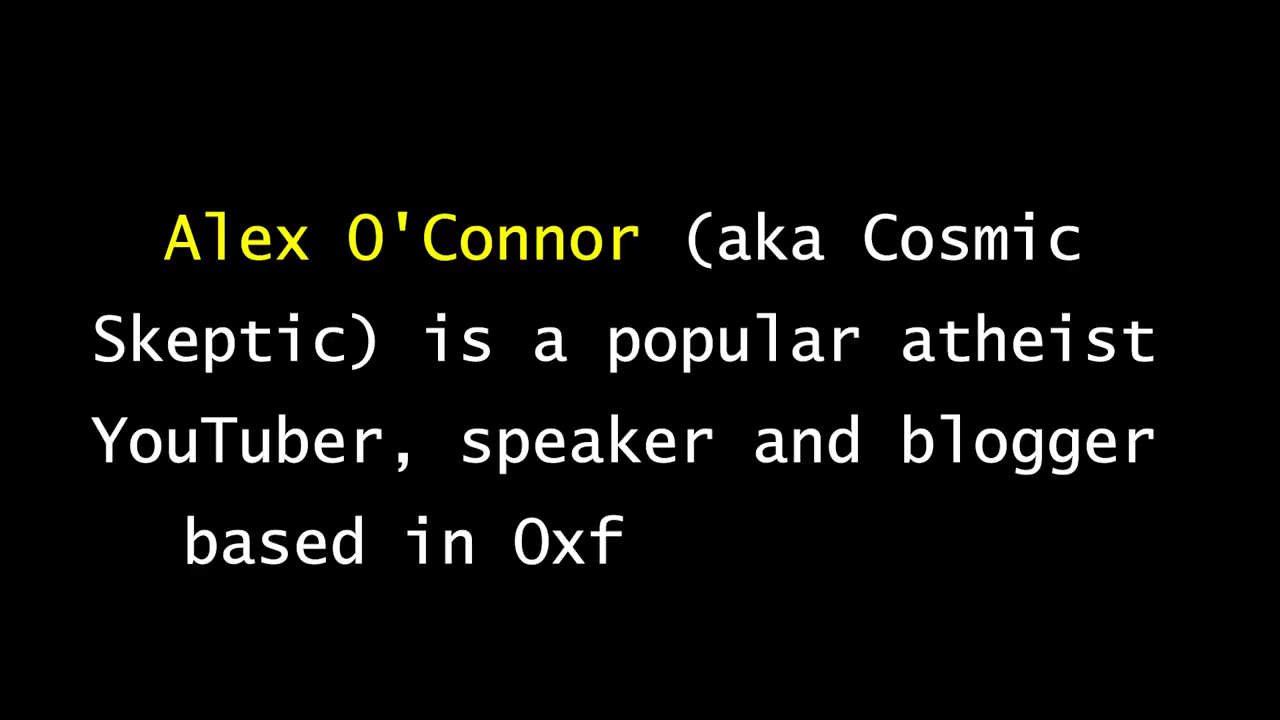 Alex O'Connor (aka Cosmic
Skeptic) is a popular atheist
YouTuber, speaker and blogger
based in Oxf